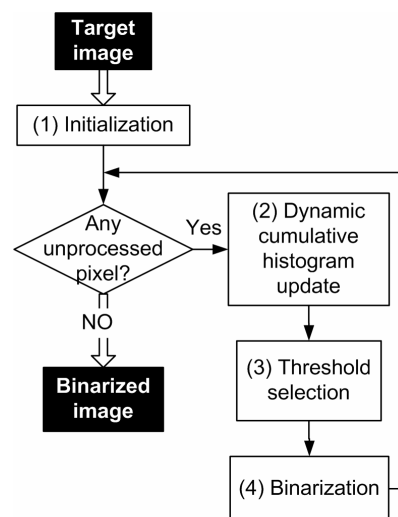 Target
image
(1) Initialization
Any
unprocessed
pixel?
Yes
(2) Dynamic
cumulative
histogram
update
NO
Binarized
image
(3) Threshold
selection
(4) Binarization